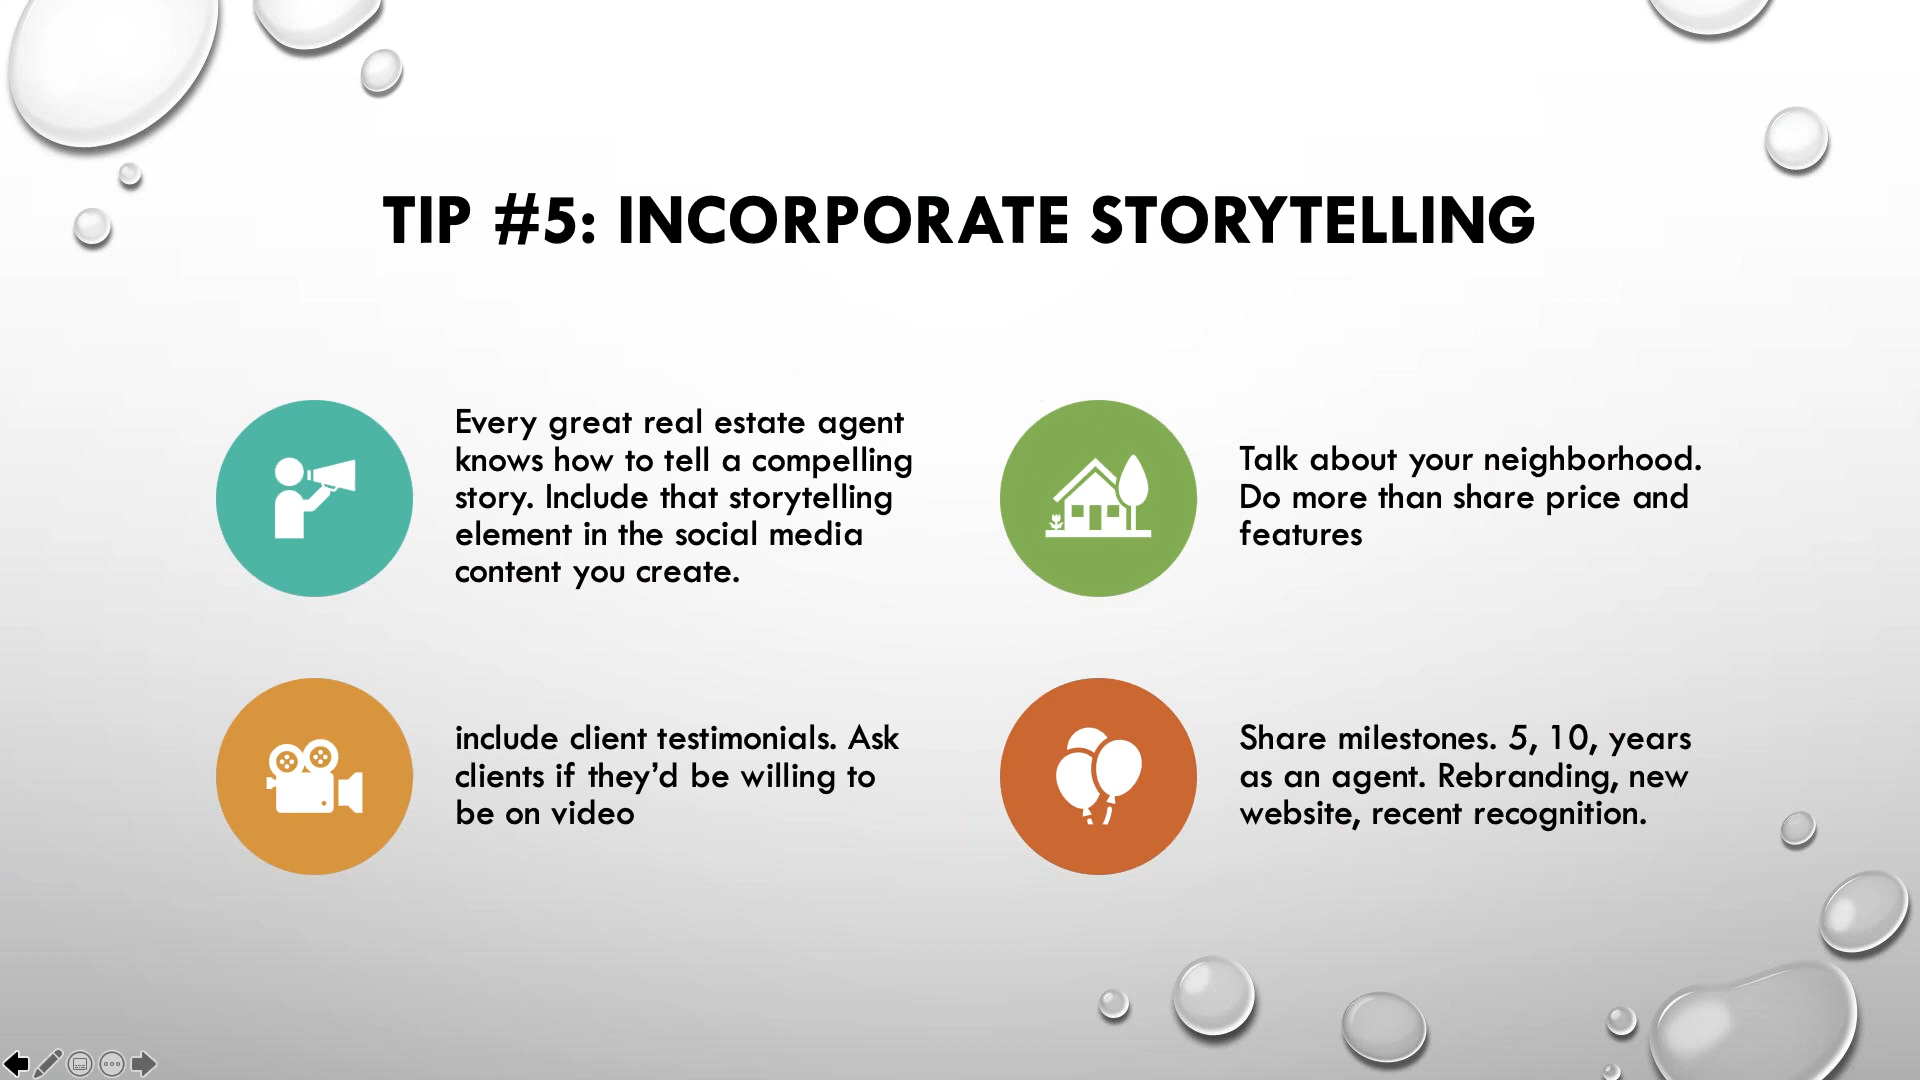 TIP #5: INCORPORATE STORYTELLING
Every great real estate agent
knows how to tell a compelling
story. Include that storytelling
element in the social media
content you create.
Talk about your neighborhood.
Do more than share price and
features
include client testimonials. Ask
clients if they’d be willing to
be on video
Share milestones. 5, 10, years
as an agent. Rebranding, new
website, recent recognition.